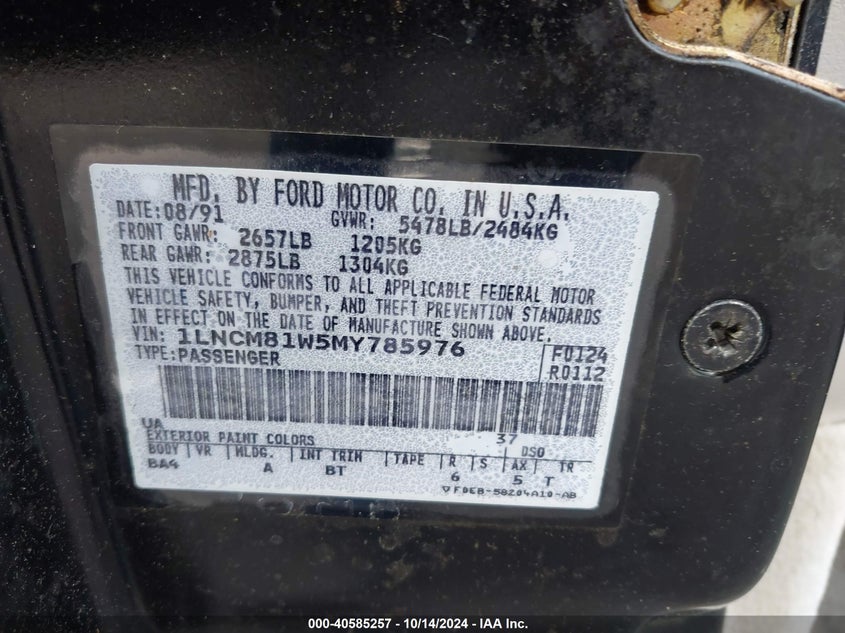 MFD. BY FORD MOTOR CO. IN U.S.A.
DATE: 08/91 GVWR: 5478LB/2484KG
FRONT GAWR: 2657LB 1205KG
REAR GAWR: 2875LB 1304KG
THIS VEHICLE CONFORMS TO ALL APPLICABLE FEDERAL MOTOR
VEHICLE SAFETY, BUMPER, AND THEFT PREVENTION STANDARDS
IN EFFECT ON THE DATE OF MANUFACTURE SHOWN ABOVE.
VIN: 1LNCM81W5MY785976 F0124
TYPE: PASSENGER R0112
UA 37
EXTERIOR PAINT COLORS DSO
BODY VR MLDG. INT TRIM TAPE R S AX TR
BA4 A BT 6 5 T
FDEB-58204A10-AB
000-40585257 - 10/14/2024 - IAA Inc.